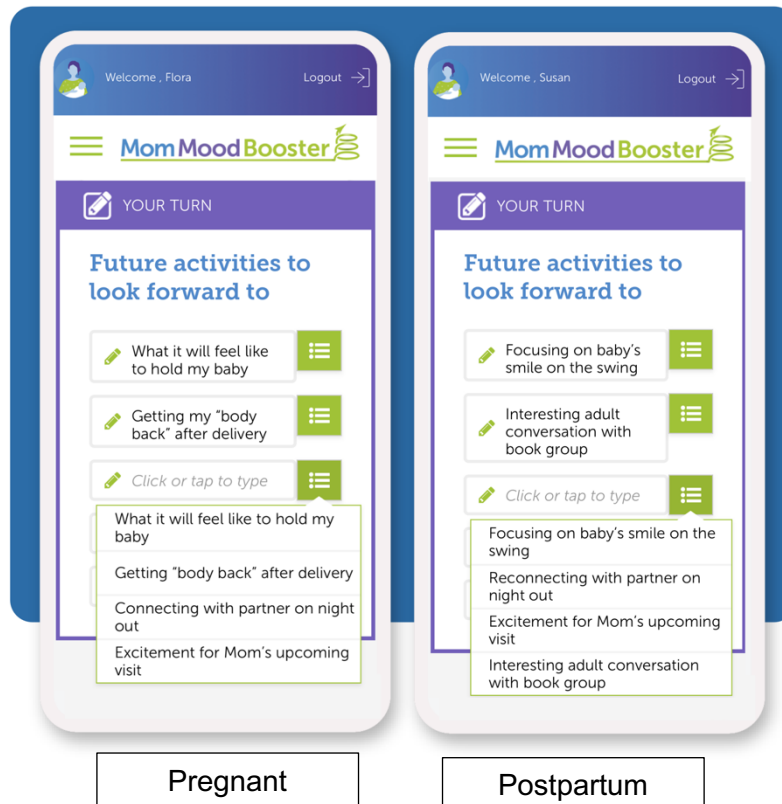 Welcome , Flora
Logout
MomMoodBooster
YOUR TURN
Future activities to
look forward to
What it will feel like
to hold my baby
Getting my “body
back” after delivery
Click or tap to type
What it will feel like to hold my
baby
Getting “body back” after delivery
Connecting with partner on night
out
Excitement for Mom’s upcoming
visit
Pregnant
Welcome , Susan
Logout
MomMoodBooster
YOUR TURN
Future activities to
look forward to
Focusing on baby’s
smile on the swing
Interesting adult
conversation with
book group
Click or tap to type
Focusing on baby’s smile on the
swing
Reconnecting with partner on
night out
Excitement for Mom’s upcoming
visit
Interesting adult conversation
with book group
Postpartum